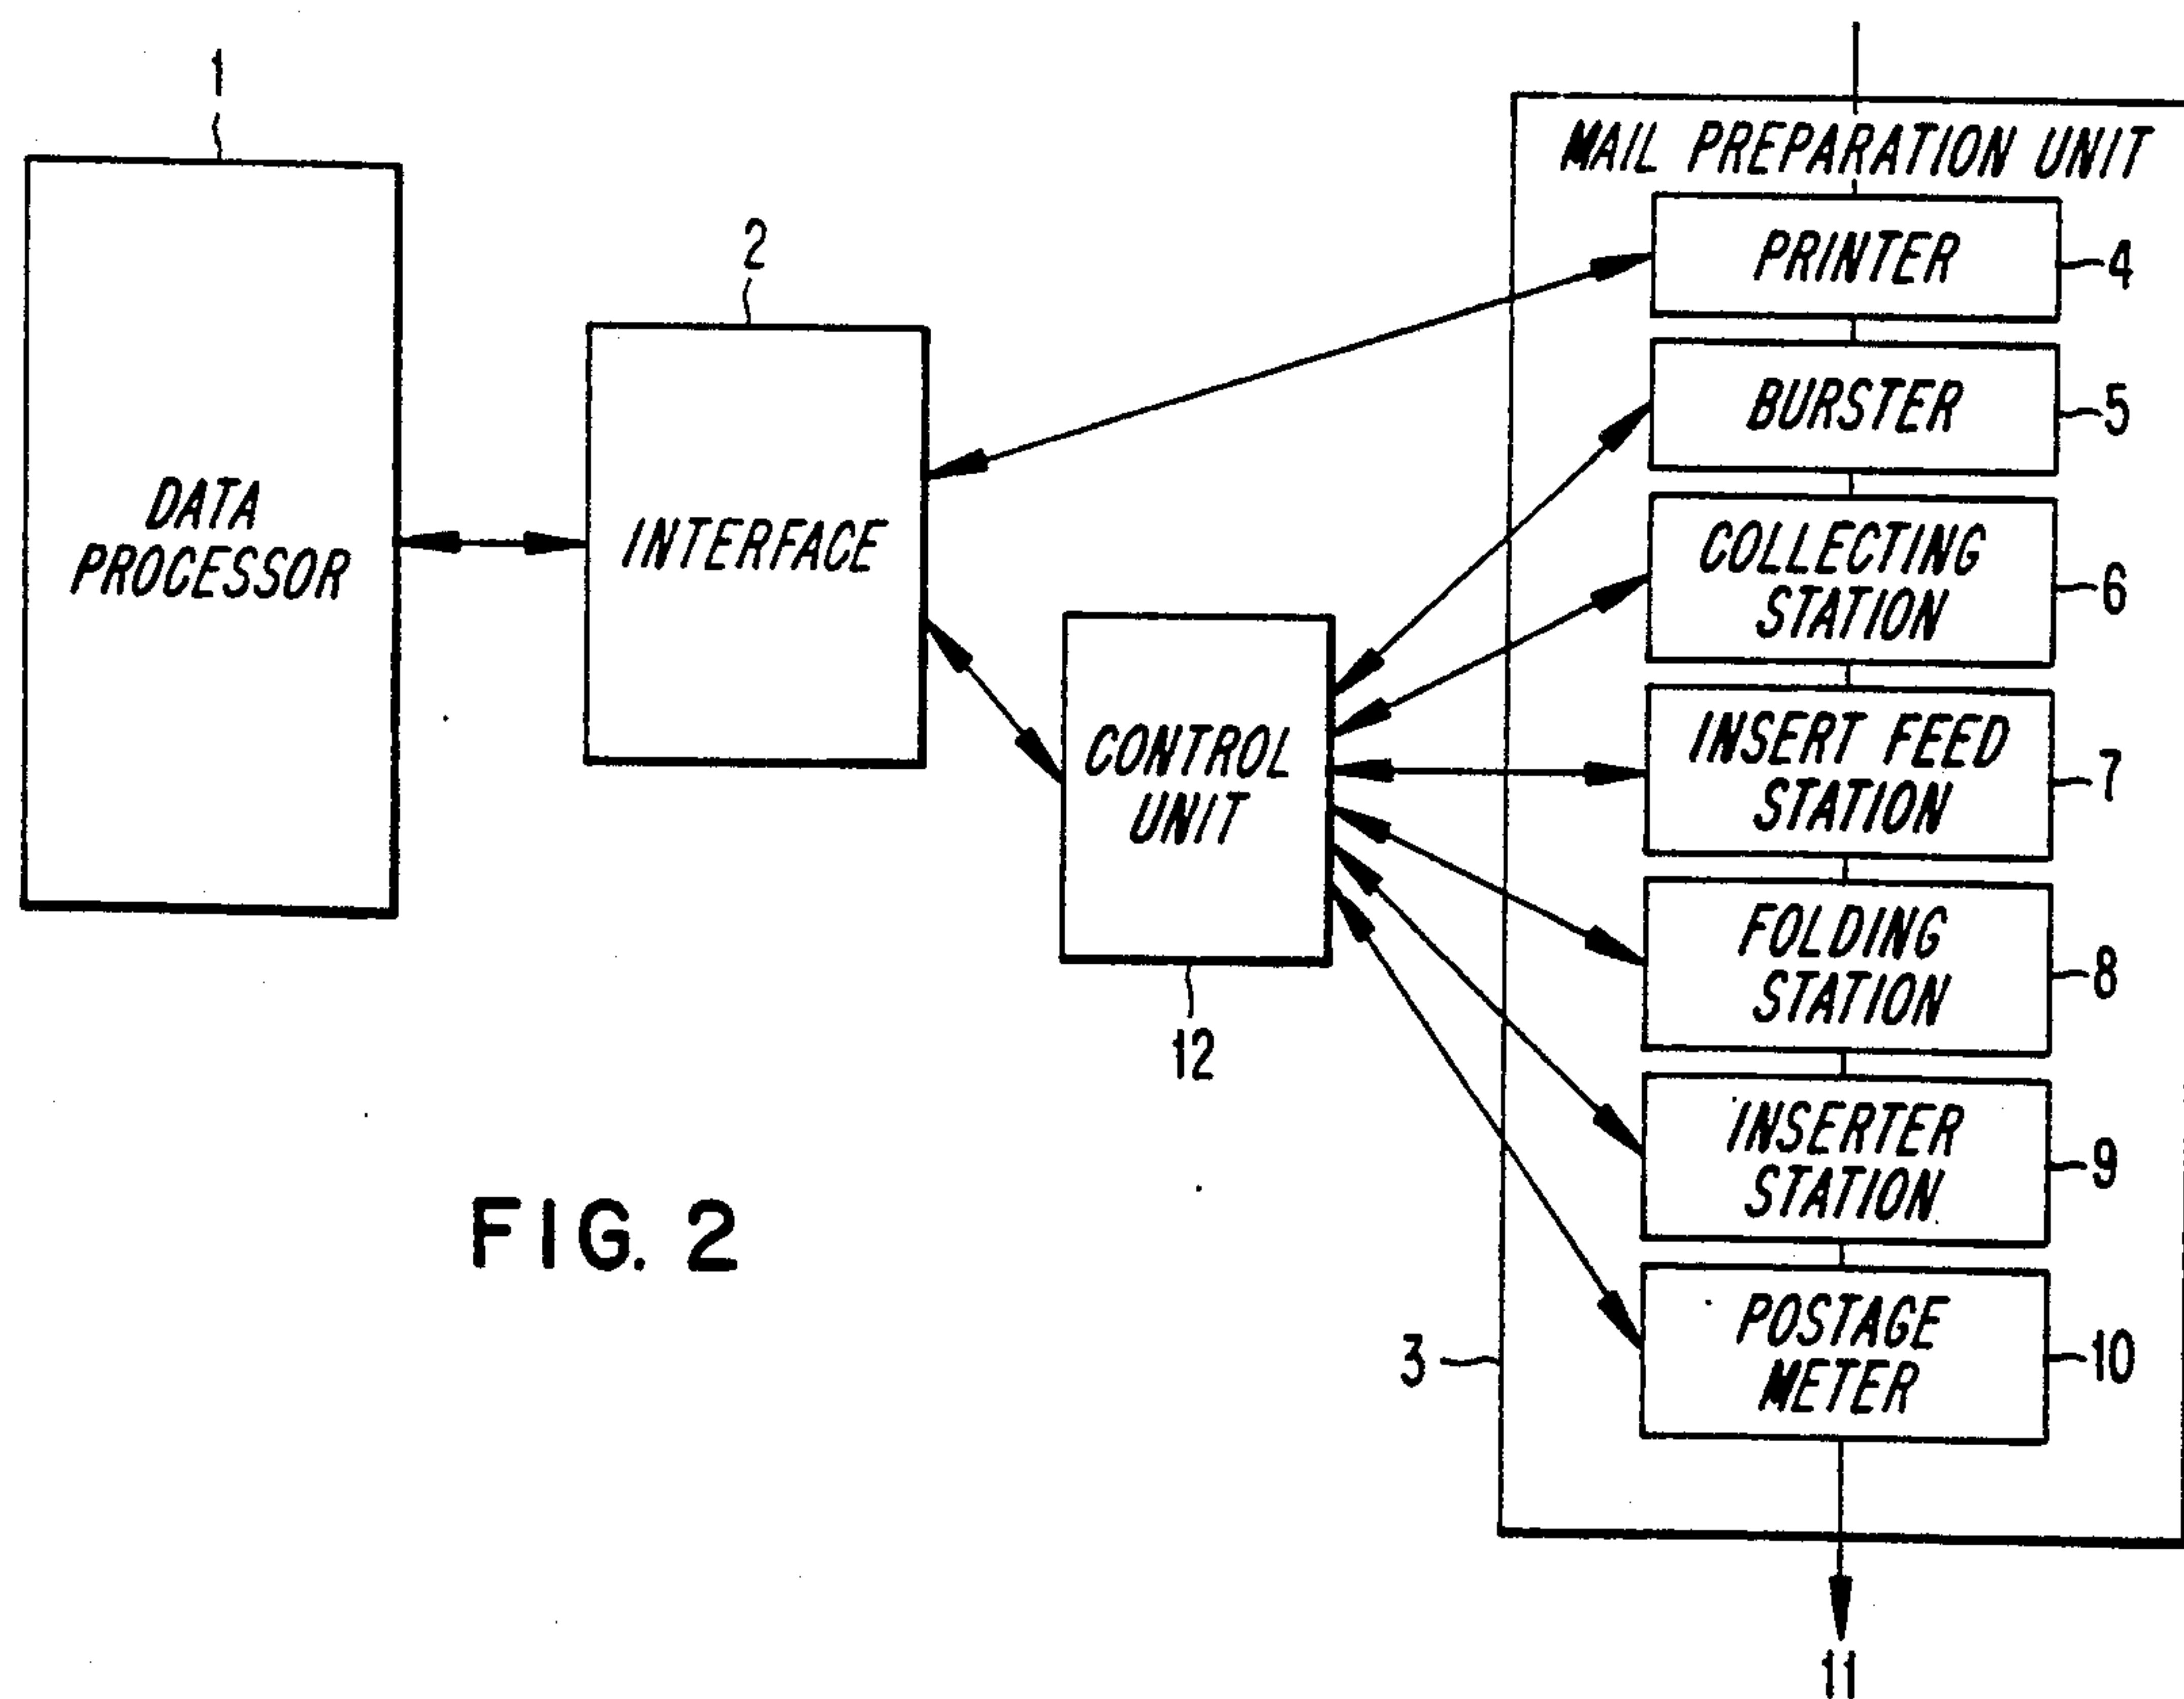 1
DATA
PROCESSOR
2
INTERFACE
CONTROL
UNIT
12
MAIL PREPARATION UNIT
PRINTER
4
BURSTER
5
COLLECTING
STATION
6
INSERT FEED
STATION
7
FOLDING
STATION
8
INSERTER
STATION
9
POSTAGE
METER
10
3
11
FIG. 2